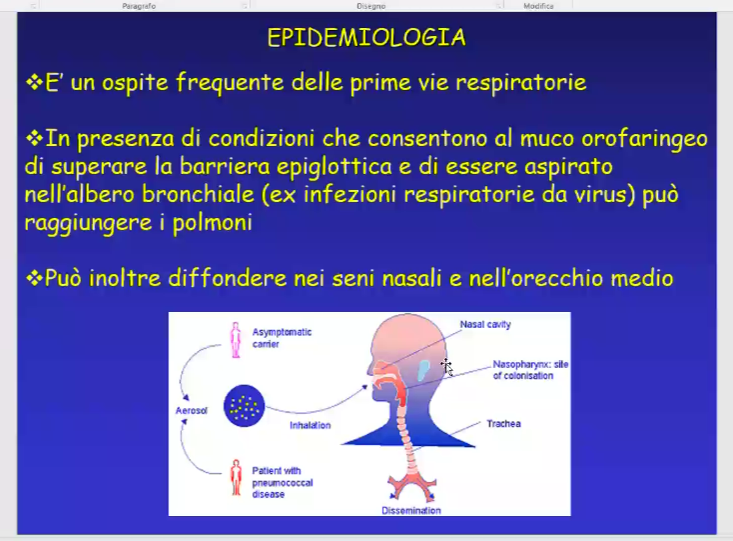 Paragrafo Disegno Modifica
EPIDEMIOLOGIA
❖E' un ospite frequente delle prime vie respiratorie
❖In presenza di condizioni che consentono al muco orofaringeo
di superare la barriera epiglottica e di essere aspirato
nell'albero bronchiale (ex infezioni respiratorie da virus) può
raggiungere i polmoni
❖Può inoltre diffondere nei seni nasali e nell'orecchio medio
Asymptomatic
carrier
Aerosol
Inhalation
Patient with
pneumococcal
disease
Nasal cavity
Nasopharynx: site
of colonisation
Trachea
Dissemination